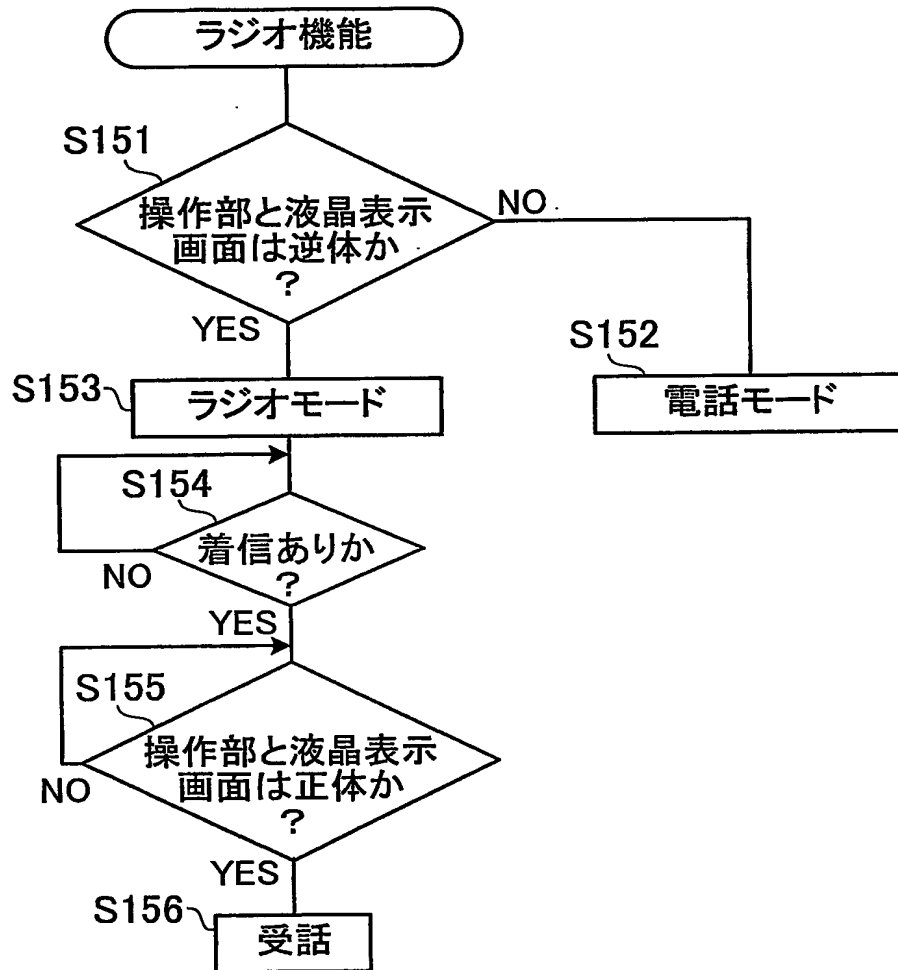 ラジオ機能
S151
操作部と液晶表示
画面は逆体か
?
NO
YES
S152
電話モード
S153
ラジオモード
S154
着信ありか
?
NO
YES
S155
操作部と液晶表示
画面は正体か
?
NO
YES
S156
受話